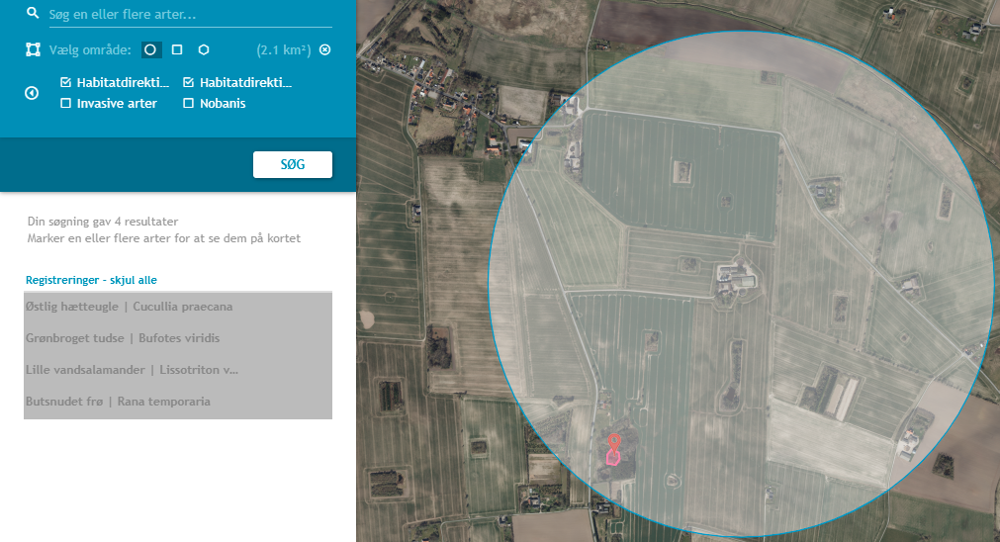 Søg en eller flere arter...
Vælg område: (2.1 km²)
Habitatdirekti... Habitatdirekti...
Invasive arter Nobanis
SØG
Din søgning gav 4 resultater
Marker en eller flere arter for at se dem på kortet
Registreringer - skjul alle
Østlig hætteugle | Cucullia praecana
Grønbroget tudse | Bufotes viridis
Lille vandsalamander | Lissotriton v...
Butsnudet frø | Rana temporaria